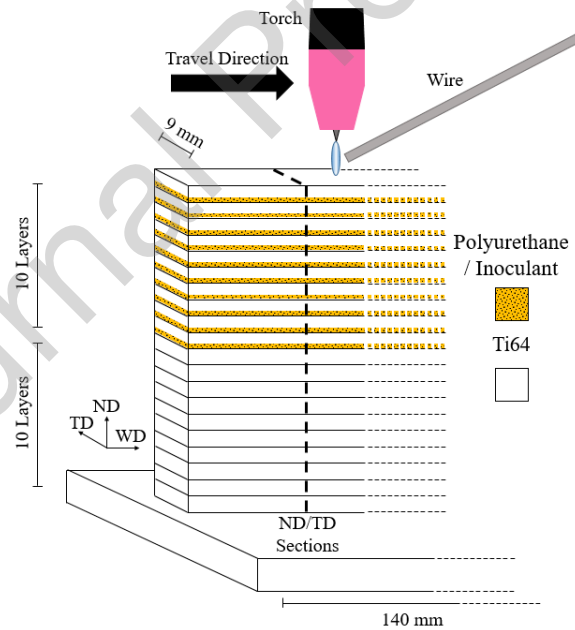 Torch
Travel Direction
Wire
9 mm
10 Layers
Polyurethane
/ Inoculant
Ti64
10 Layers
ND
TD
WD
ND/TD
Sections
140 mm